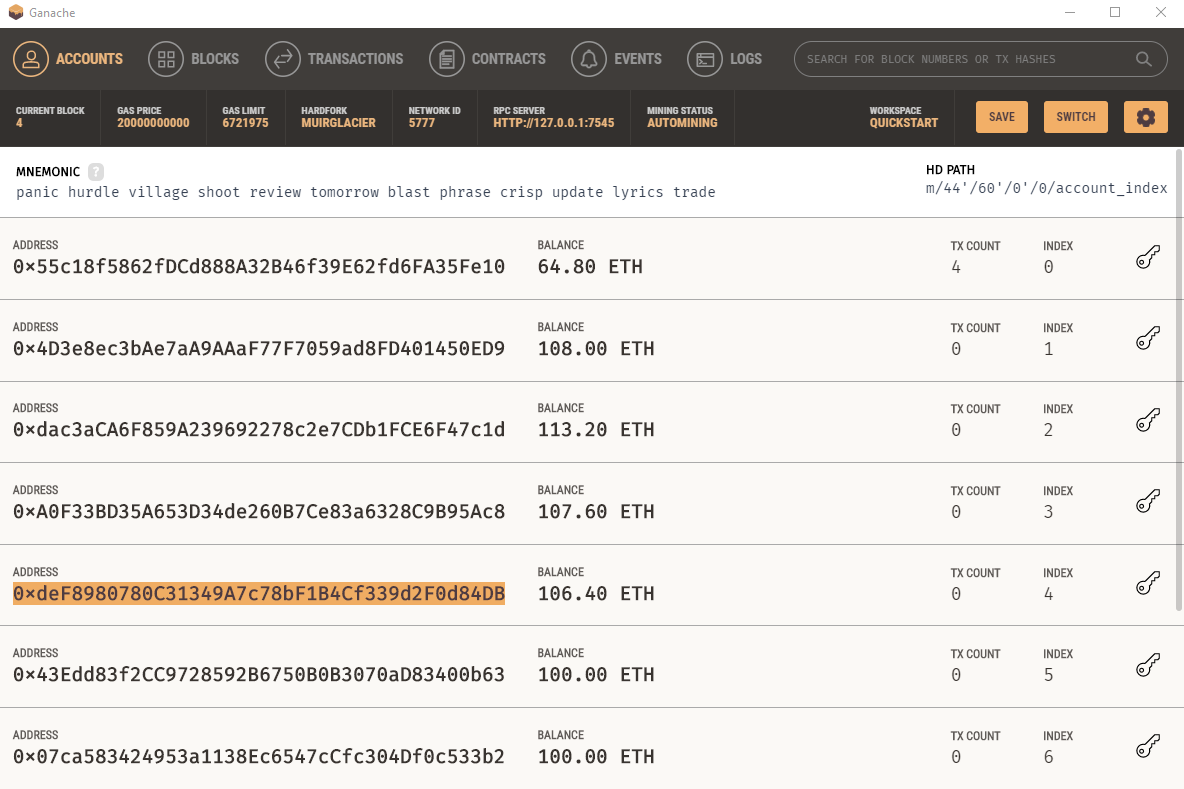 Ganache
ACCOUNTS BLOCKS TRANSACTIONS CONTRACTS EVENTS LOGS SEARCH FOR BLOCK NUMBERS OR TX HASHES
CURRENT BLOCK GAS PRICE GAS LIMIT HARDFORK NETWORK ID RPC SERVER MINING STATUS WORKSPACE
4 20000000000 6721975 MUIRGLACIER 5777 HTTP://127.0.0.1:7545 AUTOMINING QUICKSTART SAVE SWITCH
MNEMONIC ? HD PATH
panic hurdle village shoot review tomorrow blast phrase crisp update lyrics trade m/44'/60'/0'/0/account_index
ADDRESS BALANCE TX COUNT INDEX
0×55c18f5862fDCd888A32B46f39E62fd6FA35Fe10 64.80 ETH 4 0
ADDRESS BALANCE TX COUNT INDEX
0×4D3e8ec3bAe7aA9AAaF77F7059ad8FD401450ED9 108.00 ETH 0 1
ADDRESS BALANCE TX COUNT INDEX
0×dac3aCA6F859A239692278c2e7CDb1FCE6F47c1d 113.20 ETH 0 2
ADDRESS BALANCE TX COUNT INDEX
0×A0F33BD35A653D34de260B7Ce83a6328C9B95Ac8 107.60 ETH 0 3
ADDRESS BALANCE TX COUNT INDEX
0×deF8980780C31349A7c78bF1B4Cf339d2F0d84DB 106.40 ETH 0 4
ADDRESS BALANCE TX COUNT INDEX
0×43Edd83f2CC9728592B6750B0B3070aD83400b63 100.00 ETH 0 5
ADDRESS BALANCE TX COUNT INDEX
0×07ca583424953a1138Ec6547cCfc304Df0c533b2 100.00 ETH 0 6